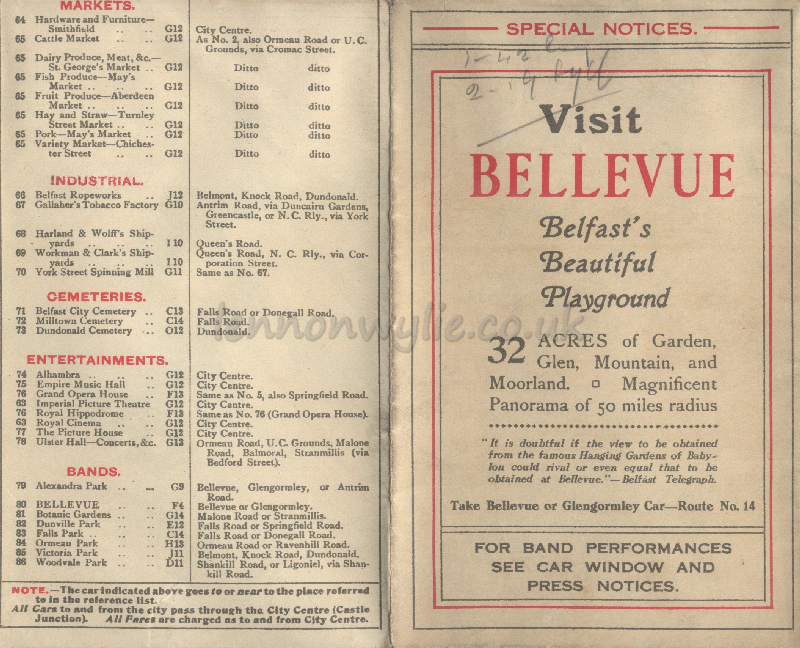 MARKETS.
64 Hardware and Furniture—
Smithfield .. .. G12 City Centre.
65 Cattle Market .. G12 As No. 2, also Ormeau Road or U.C.
Grounds, via Cromac Street.
65 Dairy Produce, Meat, &c.—
St. George's Market .. G12 Ditto ditto
65 Fish Produce—May's
Market .. .. .. G12 Ditto ditto
65 Fruit Produce—Aberdeen
Market .. .. .. G12 Ditto ditto
65 Hay and Straw—Turnley
Street Market .. .. G12 Ditto ditto
65 Pork—May's Market .. G12 Ditto ditto
65 Variety Market—Chiches-
ter Street .. .. G12 Ditto ditto
INDUSTRIAL.
66 Belfast Ropeworks .. J12 Belmont, Knock Road, Dundonald.
67 Gallaher's Tobacco Factory G10 Antrim Road, via Duncairn Gardens,
Greencastle, or N.C. Rly., via York
Street.
68 Harland & Wolff's Ship-
yards .. .. .. I10 Queen's Road.
69 Workman & Clark's Ship-
yards .. .. .. I10 Queen's Road, N. C. Rly., via Cor-
poration Street.
70 York Street Spinning Mill G11 Same as No. 67.
CEMETERIES.
71 Belfast City Cemetery .. C13 Falls Road or Donegall Road.
72 Milltown Cemetery .. C14 Falls Road.
73 Dundonald Cemetery .. O12 Dundonald.
ENTERTAINMENTS.
74 Alhambra .. .. .. G12 City Centre.
75 Empire Music Hall .. G12 City Centre.
76 Grand Opera House .. F13 Same as No. 5, also Springfield Road.
63 Imperial Picture Theatre G12 City Centre.
76 Royal Hippodrome .. F13 Same as No. 76 (Grand Opera House).
63 Royal Cinema .. .. G12 City Centre.
77 The Picture House .. G12 City Centre.
78 Ulster Hall—Concerts, &c. G13 Ormeau Road, U.C. Grounds, Malone
Road, Balmoral, Stranmillis (via
Bedford Street).
BANDS.
79 Alexandra Park .. .. G9 Bellevue, Glengormley, or Antrim
Road.
80 BELLEVUE .. .. F4 Bellevue or Glengormley.
81 Botanic Gardens .. G14 Malone Road or Stranmillis.
82 Dunville Park .. E12 Falls Road or Springfield Road.
83 Falls Park .. .. C14 Falls Road or Donegall Road.
84 Ormeau Park .. H13 Ormeau Road or Ravenhill Road.
85 Victoria Park .. J11 Belmont, Knock Road, Dundonald.
86 Woodvale Park .. D11 Shankill Road, or Ligoniel, via Shan-
kill Road.
NOTE.—The car indicated above goes to or near to the place referred
to in the reference list.
All Cars to and from the city pass through the City Centre (Castle
Junction). All Fares are charged as to and from City Centre.
lennonwylie.co.uk
SPECIAL NOTICES.
Visit
BELLEVUE
Belfast's
Beautiful
Playground
32 ACRES of Garden,
Glen, Mountain, and
Moorland. Magnificent
Panorama of 50 miles radius
"It is doubtful if the view to be obtained
from the famous Hanging Gardens of Baby-
lon could rival or even equal that to be
obtained at Bellevue."—Belfast Telegraph.
Take Bellevue or Glengormley Car—Route No. 14
FOR BAND PERFORMANCES
SEE CAR WINDOW AND
PRESS NOTICES.